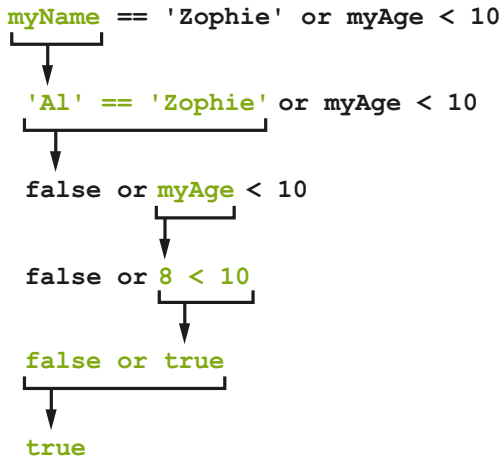 myName == 'Zophie' or myAge < 10
'Al' == 'Zophie' or myAge < 10
false or myAge < 10
false or 8 < 10
false or true
true